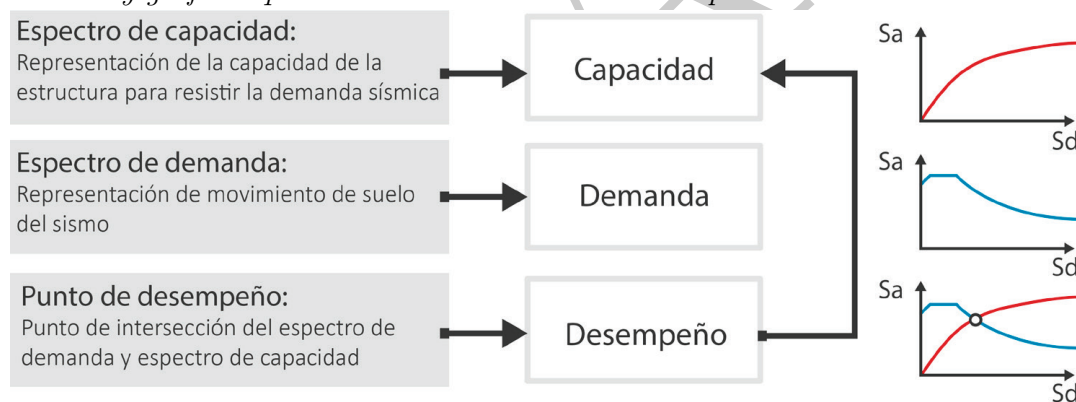 Espectro de capacidad:
Representación de la capacidad de la
estructura para resistir la demanda sísmica
Capacidad
Sa
Sd
Espectro de demanda:
Representación de movimiento de suelo
del sismo
Demanda
Sa
Sd
Punto de desempeño:
Punto de intersección del espectro de
demanda y espectro de capacidad
Desempeño
Sa
Sd